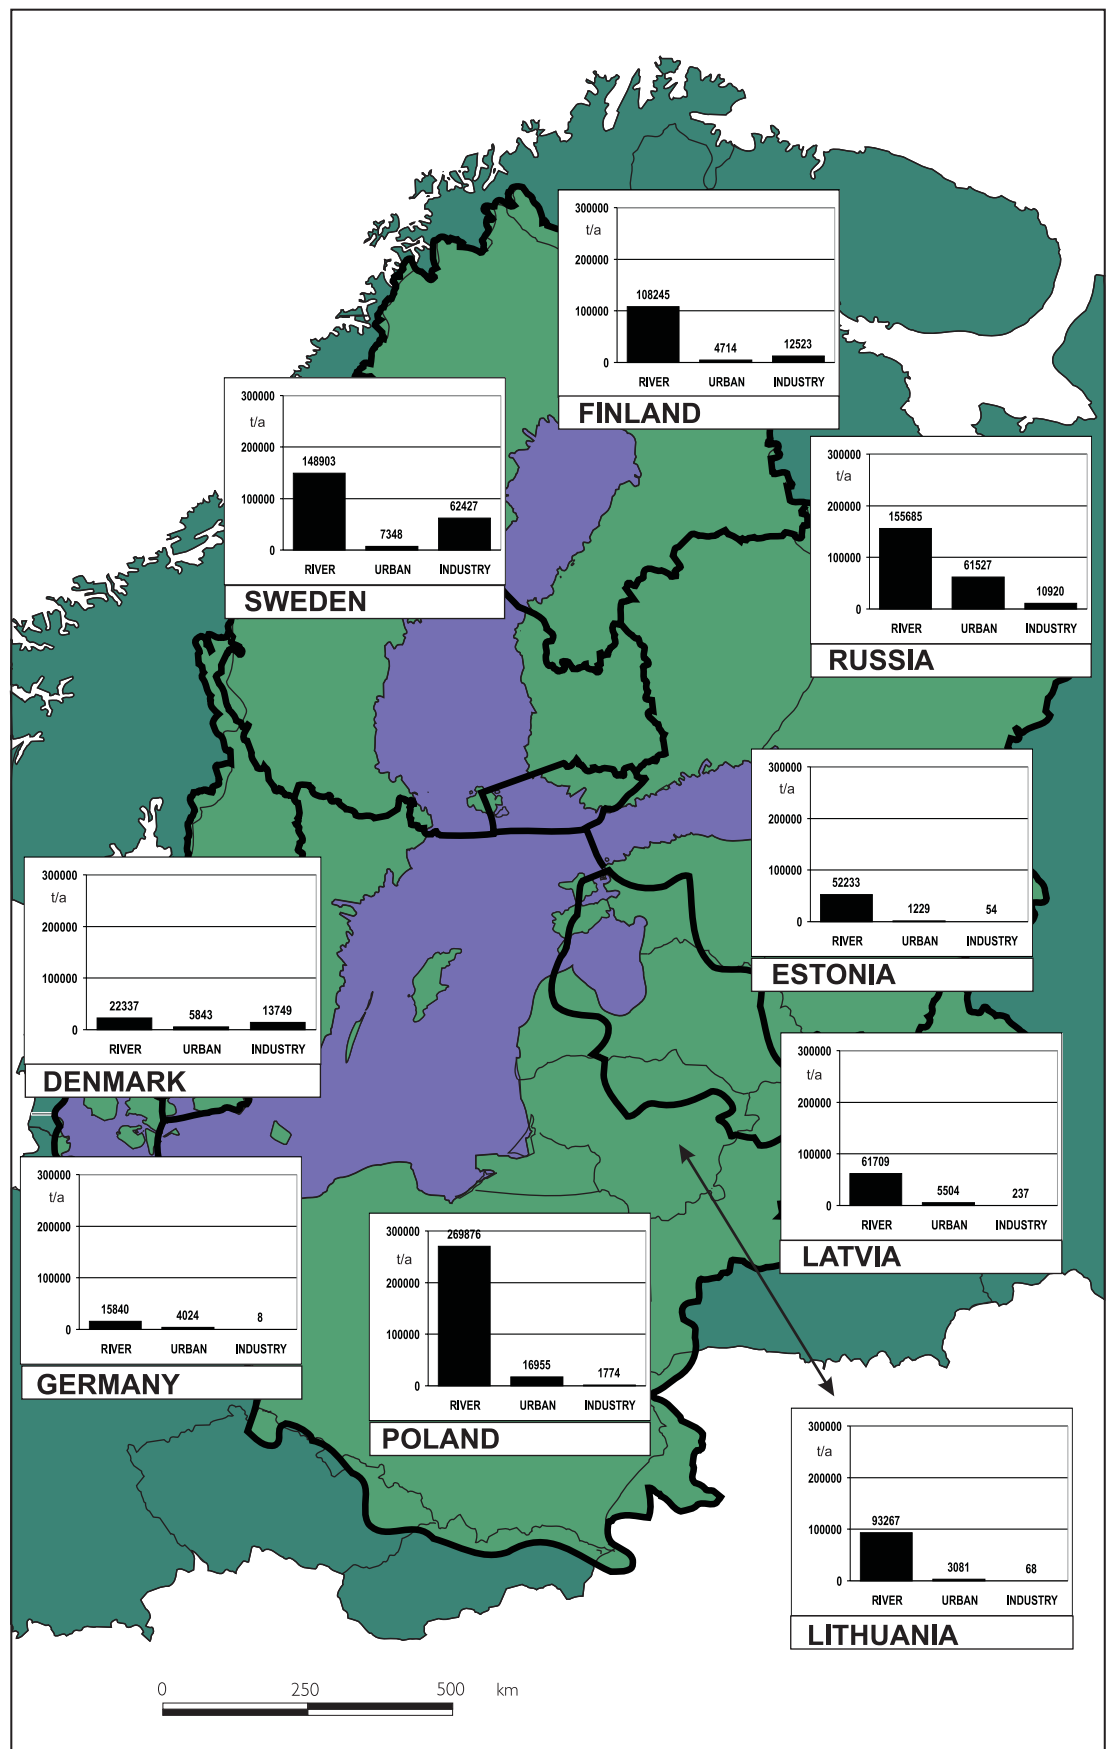 300000
t/a
200000
108245
100000
4714
12523
0
RIVER URBAN INDUSTRY
FINLAND
300000
t/a
200000
148903
100000
62427
7348
0
RIVER URBAN INDUSTRY
SWEDEN
300000
t/a
200000
155685
100000
61527
10920
0
RIVER URBAN INDUSTRY
RUSSIA
300000
t/a
200000
100000
52233
1229
54
0
RIVER URBAN INDUSTRY
ESTONIA
300000
t/a
200000
100000
22337
5843
13749
0
RIVER URBAN INDUSTRY
DENMARK
300000
t/a
200000
100000
61709
5504
237
0
RIVER URBAN INDUSTRY
LATVIA
300000
t/a
200000
100000
15840
4024
8
0
RIVER URBAN INDUSTRY
GERMANY
300000
269876
t/a
200000
100000
16955
1774
0
RIVER URBAN INDUSTRY
POLAND
300000
t/a
200000
100000
93267
3081
68
0
RIVER URBAN INDUSTRY
LITHUANIA
0 250 500 km